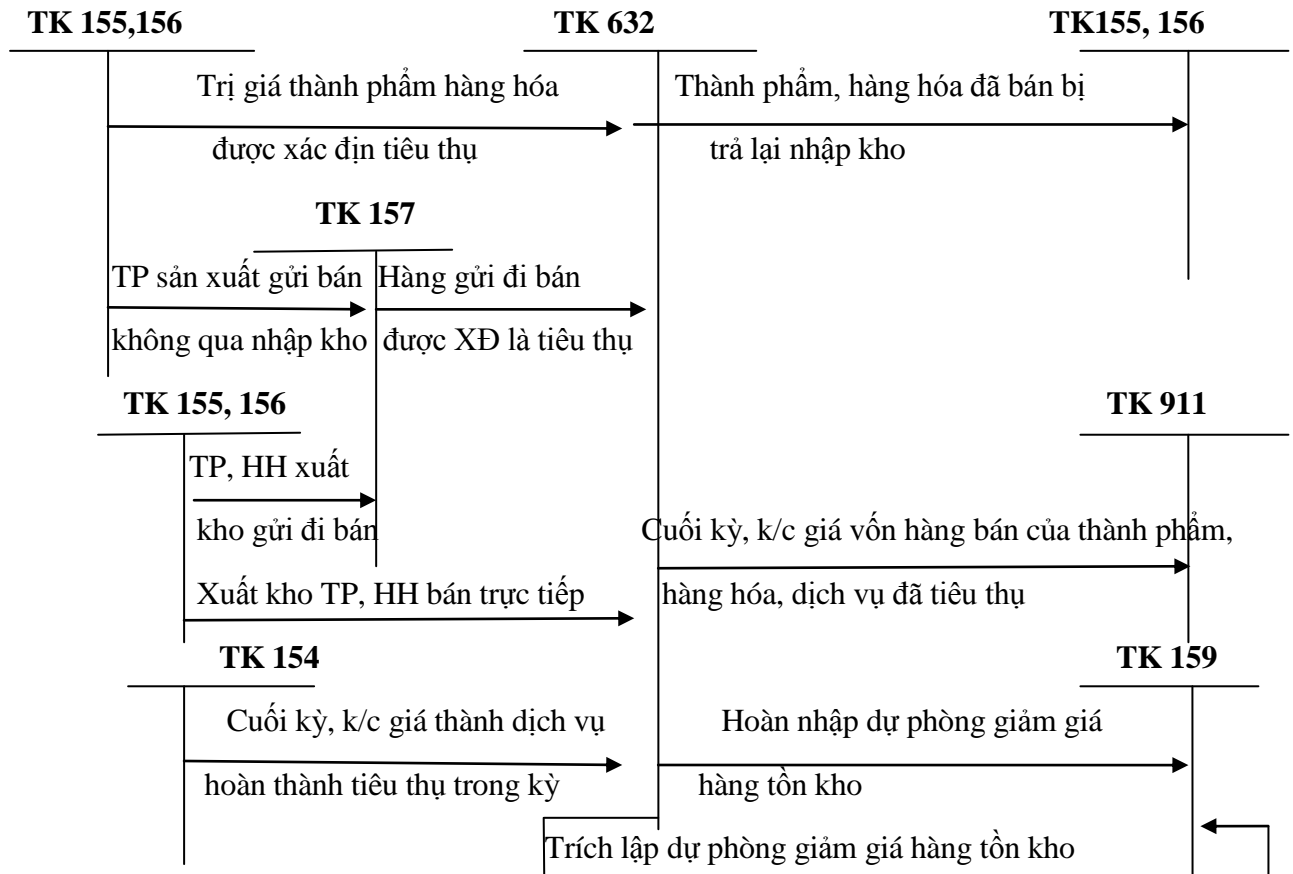 TK 155,156
TK 632
TK155, 156
Trị giá thành phẩm hàng hóa
được xác địn tiêu thụ
Thành phẩm, hàng hóa đã bán bị
trả lại nhập kho
TK 157
TP sản xuất gửi bán
không qua nhập kho
Hàng gửi đi bán
được XĐ là tiêu thụ
TK 155, 156
TK 911
TP, HH xuất
kho gửi đi bán
Cuối kỳ, k/c giá vốn hàng bán của thành phẩm,
hàng hóa, dịch vụ đã tiêu thụ
Xuất kho TP, HH bán trực tiếp
TK 154
TK 159
Cuối kỳ, k/c giá thành dịch vụ
hoàn thành tiêu thụ trong kỳ
Hoàn nhập dự phòng giảm giá
hàng tồn kho
Trích lập dự phòng giảm giá hàng tồn kho